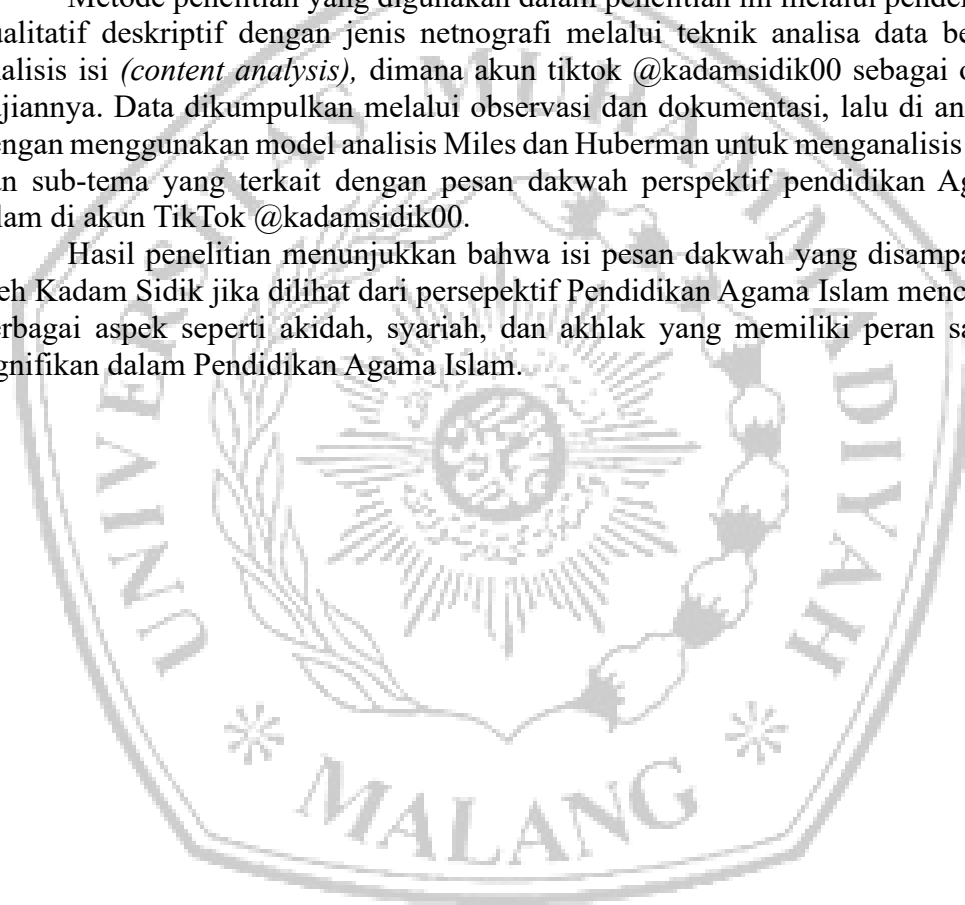 Metode penelitian yang digunakan dalam penelitian ini melalui pende
ualitatif deskriptif dengan jenis netnografi melalui teknik analisa data be
nalisis isi (content analysis), dimana akun tiktok @kadamsidik00 sebagai o
ajiannya. Data dikumpulkan melalui observasi dan dokumentasi, lalu di an
engan menggunakan model analisis Miles dan Huberman untuk menganalisis
an sub-tema yang terkait dengan pesan dakwah perspektif pendidikan Ag
lam di akun TikTok @kadamsidik00.
Hasil penelitian menunjukkan bahwa isi pesan dakwah yang disampa
eh Kadam Sidik jika dilihat dari persepektif Pendidikan Agama Islam menc
erbagai aspek seperti akidah, syariah, dan akhlak yang memiliki peran sa
gnifikan dalam Pendidikan Agama Islam.
UNIVERSITAS MUHAMMADIYAH
MALANG